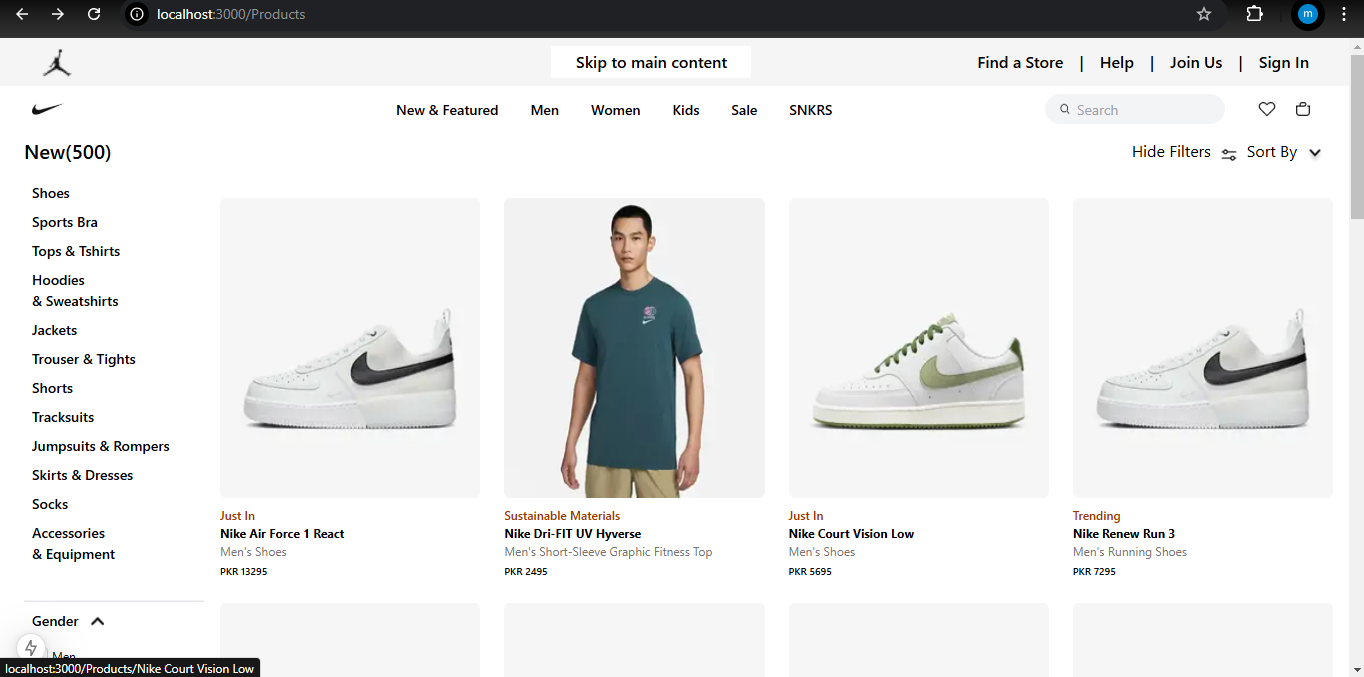 localhost:3000/Products
m
Skip to main content
Find a Store | Help | Join Us | Sign In
New & Featured Men Women Kids Sale SNKRS
Search
New(500)
Hide Filters Sort By
Shoes
Sports Bra
Tops & Tshirts
Hoodies
& Sweatshirts
Jackets
Trouser & Tights
Shorts
Tracksuits
Jumpsuits & Rompers
Skirts & Dresses
Socks
Accessories
& Equipment
Just In
Nike Air Force 1 React
Men's Shoes
PKR 13295
Sustainable Materials
Nike Dri-FIT UV Hyverse
Men's Short-Sleeve Graphic Fitness Top
PKR 2495
Just In
Nike Court Vision Low
Men's Shoes
PKR 5695
Trending
Nike Renew Run 3
Men's Running Shoes
PKR 7295
Gender
Men
localhost:3000/Products/Nike Court Vision Low